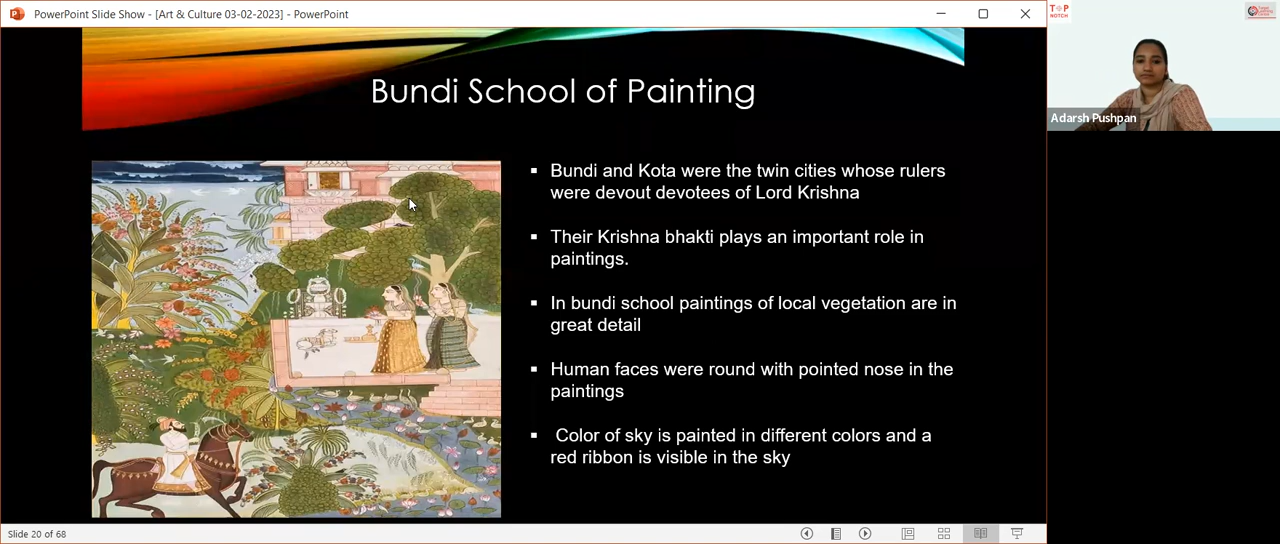 PowerPoint Slide Show - [Art & Culture 03-02-2023] - PowerPoint
T+P
NOTCH
Adarsh Pushpan
Bundi School of Painting
▪ Bundi and Kota were the twin cities whose rulers
were devout devotees of Lord Krishna
▪ Their Krishna bhakti plays an important role in
paintings.
▪ In bundi school paintings of local vegetation are in
great detail
▪ Human faces were round with pointed nose in the
paintings
▪ Color of sky is painted in different colors and a
red ribbon is visible in the sky
Slide 20 of 68